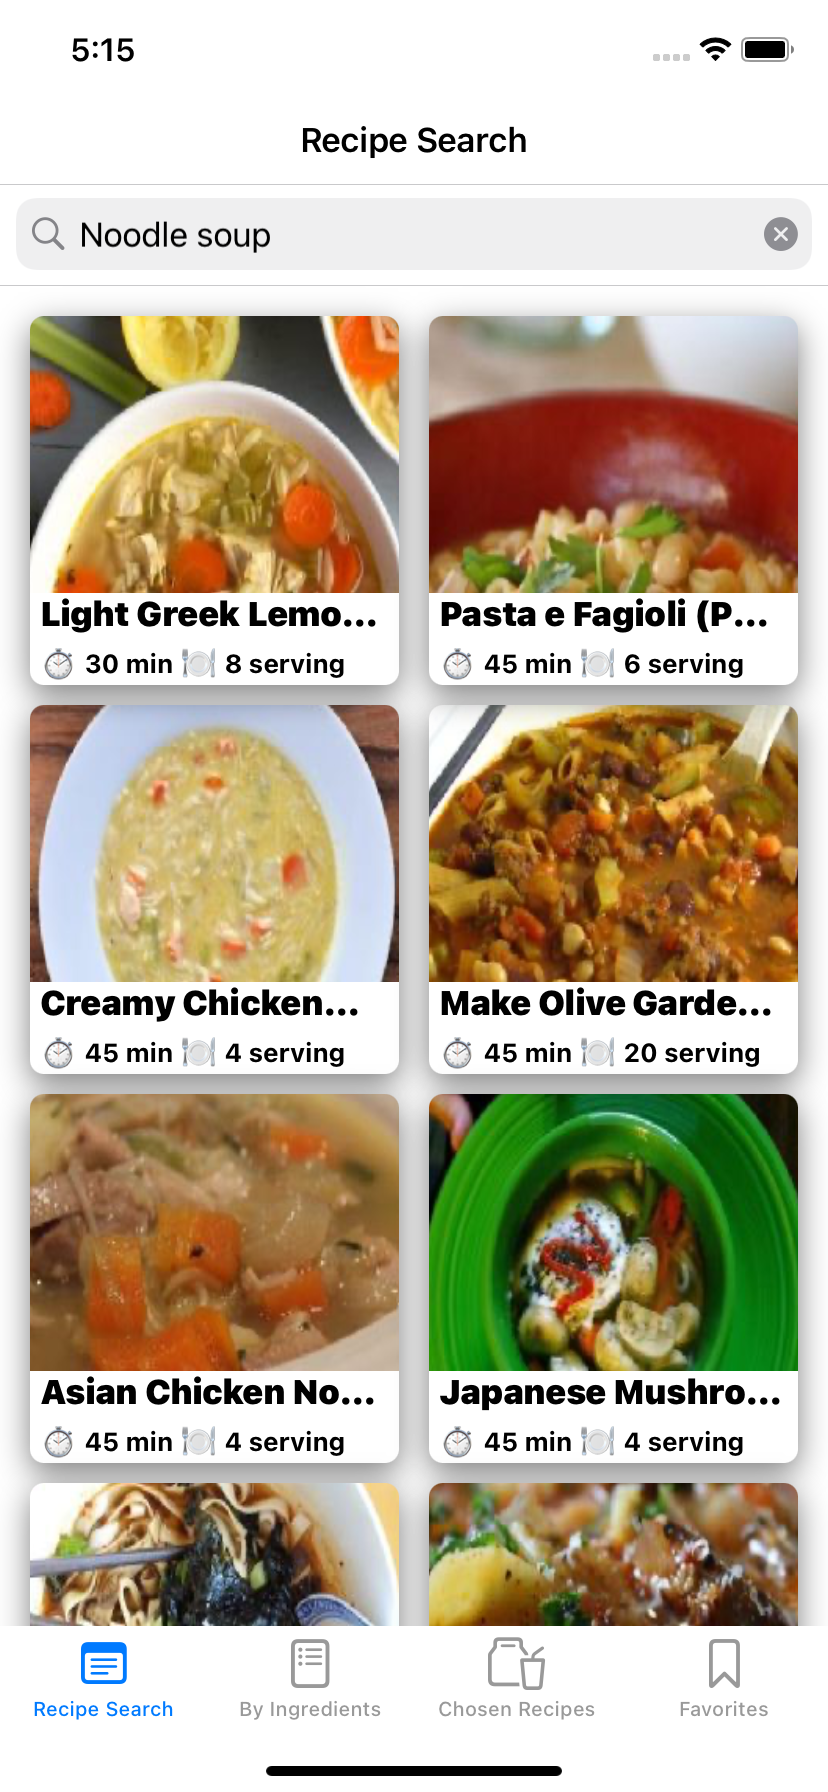 5:15
Recipe Search
Noodle soup
Light Greek Lemo...
30 min 8 serving
Pasta e Fagioli (P...
45 min 6 serving
Creamy Chicken...
45 min 4 serving
Make Olive Garde...
45 min 20 serving
Asian Chicken No...
45 min 4 serving
Japanese Mushro...
45 min 4 serving
Recipe Search
By Ingredients
Chosen Recipes
Favorites